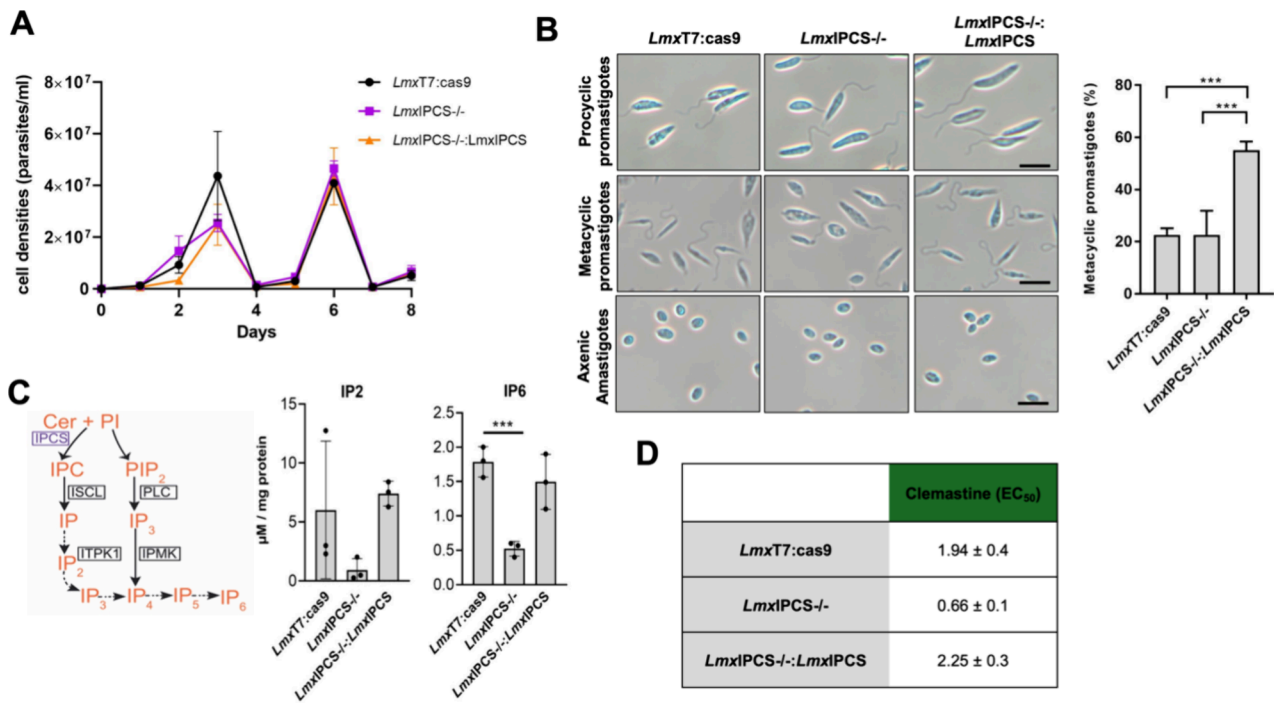 A
cell densities (parasites/ml)
8×10⁷
6×10⁷
4×10⁷
2×10⁷
0
0
2
4
6
8
Days
LmxT7:cas9
LmxIPCS-/-
LmxIPCS-/-:LmxIPCS
B
LmxT7:cas9
LmxIPCS-/-
LmxIPCS-/-:
LmxIPCS
Procyclic
promastigotes
Metacyclic
promastigotes
Axenic
Amastigotes
Metacyclic promastigotes (%)
80
60
40
20
0
***
***
LmxT7:cas9
LmxIPCS-/-
LmxIPCS-/-:LmxIPCS
C
Cer + PI
IPCS
IPC
PIP₂
ISCL
PLC
IP
IP₃
ITPK1
IPMK
IP₂
IP₃
IP₄
IP₅
IP₆
IP2
µM / mg protein
15
10
5
0
LmxT7:cas9
LmxIPCS-/-
LmxIPCS-/-:LmxIPCS
IP6
2.5
2.0
1.5
1.0
0.5
0.0
***
LmxT7:cas9
LmxIPCS-/-
LmxIPCS-/-:LmxIPCS
D
Clemastine (EC₅₀)
LmxT7:cas9
1.94 ± 0.4
LmxIPCS-/-
0.66 ± 0.1
LmxIPCS-/-:LmxIPCS
2.25 ± 0.3